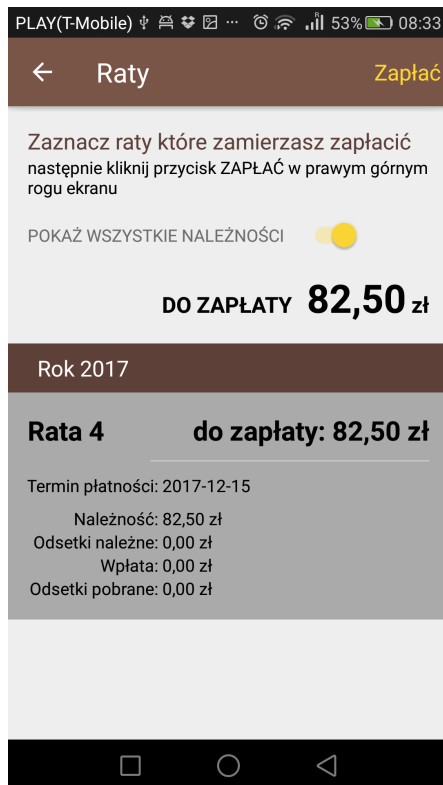 PLAY(T-Mobile) ... R 53% 08:33
Raty Zapłać
Zaznacz raty które zamierzasz zapłacić
następnie kliknij przycisk ZAPŁAĆ w prawym górnym
rogu ekranu
POKAŻ WSZYSTKIE NALEŻNOŚCI
DO ZAPŁATY 82,50 zł
Rok 2017
Rata 4 do zapłaty: 82,50 zł
Termin płatności: 2017-12-15
Należność: 82,50 zł
Odsetki należne: 0,00 zł
Wpłata: 0,00 zł
Odsetki pobrane: 0,00 zł